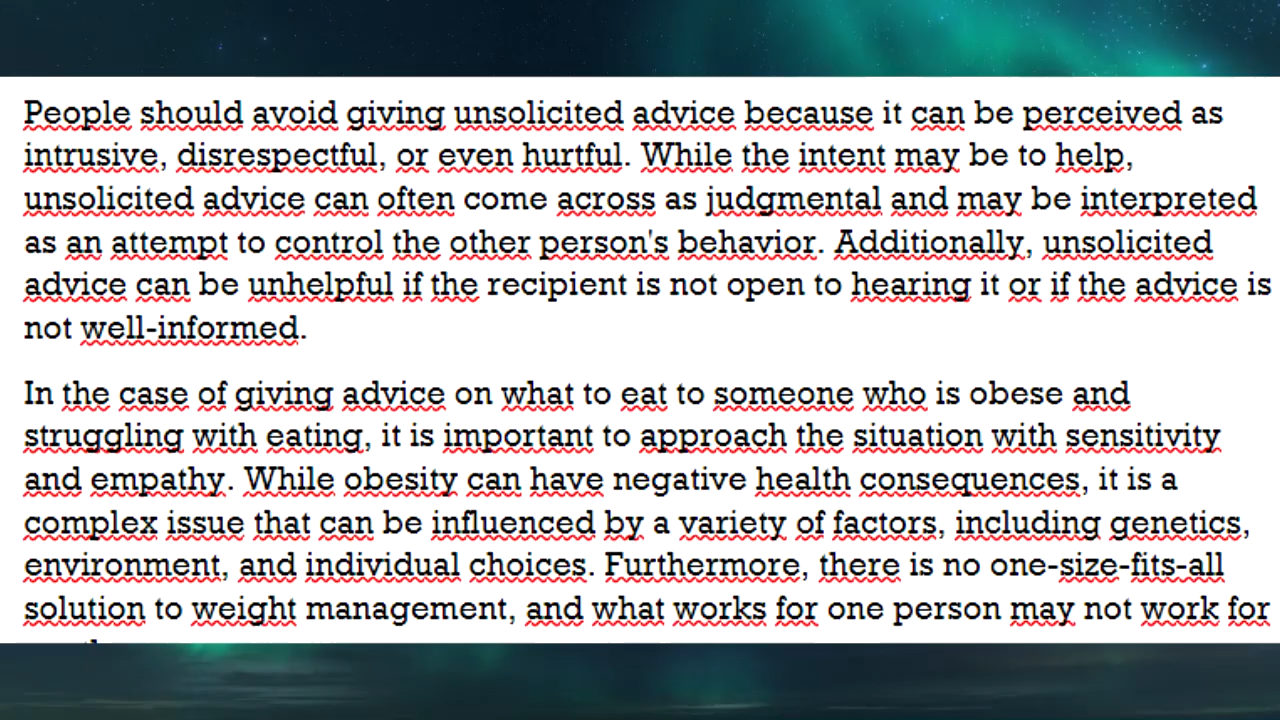 People should avoid giving unsolicited advice because it can be perceived as
intrusive, disrespectful, or even hurtful. While the intent may be to help,
unsolicited advice can often come across as judgmental and may be interpreted
as an attempt to control the other person's behavior. Additionally, unsolicited
advice can be unhelpful if the recipient is not open to hearing it or if the advice is
not well-informed.
In the case of giving advice on what to eat to someone who is obese and
struggling with eating, it is important to approach the situation with sensitivity
and empathy. While obesity can have negative health consequences, it is a
complex issue that can be influenced by a variety of factors, including genetics,
environment, and individual choices. Furthermore, there is no one-size-fits-all
solution to weight management, and what works for one person may not work for